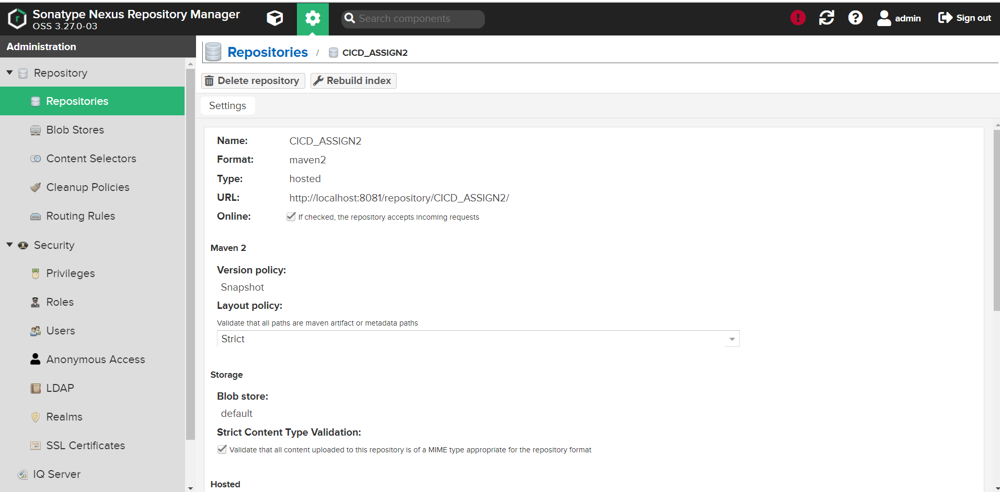 Sonatype Nexus Repository Manager
OSS 3.27.0-03
Search components
admin
Sign out
Administration
Repository
Repositories
Blob Stores
Content Selectors
Cleanup Policies
Routing Rules
Security
Privileges
Roles
Users
Anonymous Access
LDAP
Realms
SSL Certificates
IQ Server
Repositories / CICD_ASSIGN2
Delete repository
Rebuild index
Settings
Name: CICD_ASSIGN2
Format: maven2
Type: hosted
URL: http://localhost:8081/repository/CICD_ASSIGN2/
Online: If checked, the repository accepts incoming requests
Maven 2
Version policy:
Snapshot
Layout policy:
Validate that all paths are maven artifact or metadata paths
Strict
Storage
Blob store:
default
Strict Content Type Validation:
Validate that all content uploaded to this repository is of a MIME type appropriate for the repository format
Hosted